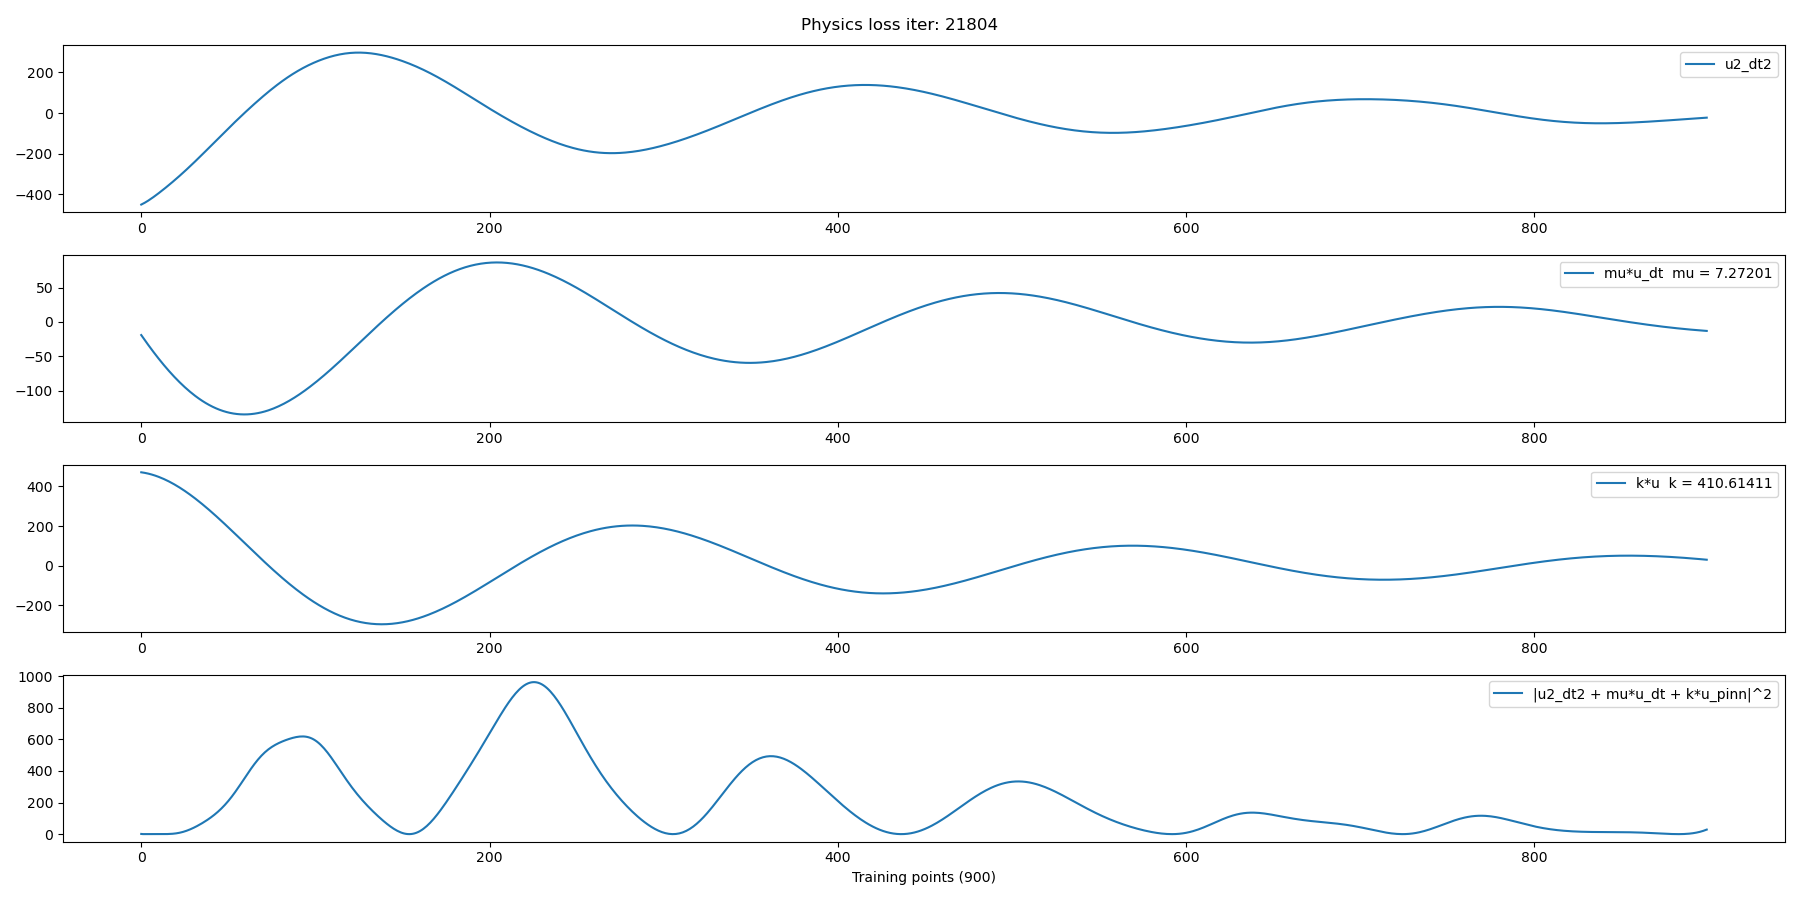 Physics loss iter: 21804
u2_dt2
200
0
−200
−400
0 200 400 600 800
mu*u_dt  mu = 7.27201
50
0
−50
−100
0 200 400 600 800
k*u  k = 410.61411
400
200
0
−200
0 200 400 600 800
|u2_dt2 + mu*u_dt + k*u_pinn|^2
1000
800
600
400
200
0
0 200 400 600 800
Training points (900)